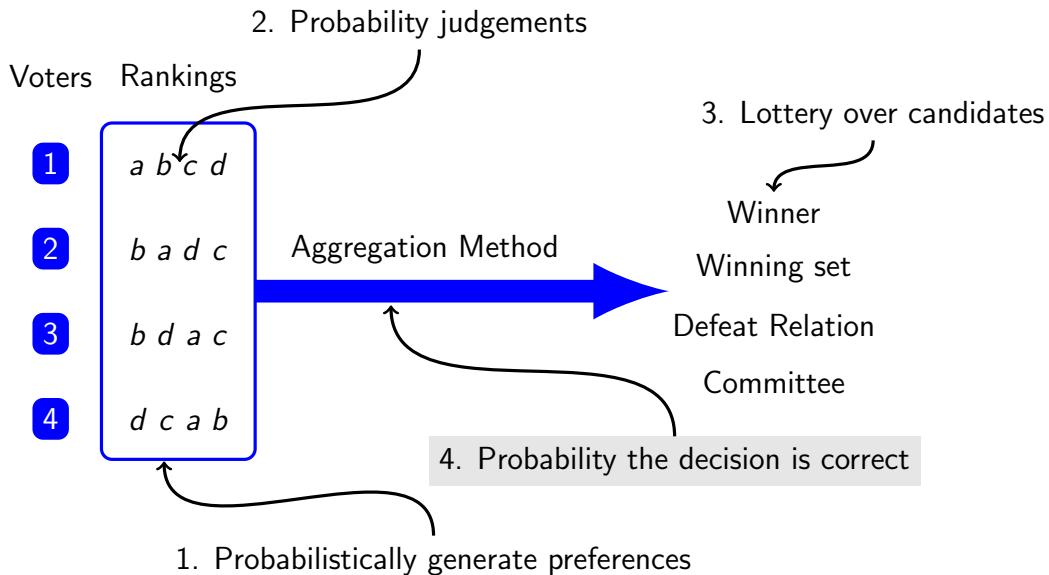 2. Probability judgements
Voters Rankings
3. Lottery over candidates
1 a b c d
Winner
2 b a d c
Aggregation Method
Winning set
3 b d a c
Defeat Relation
Committee
4 d c a b
4. Probability the decision is correct
1. Probabilistically generate preferences